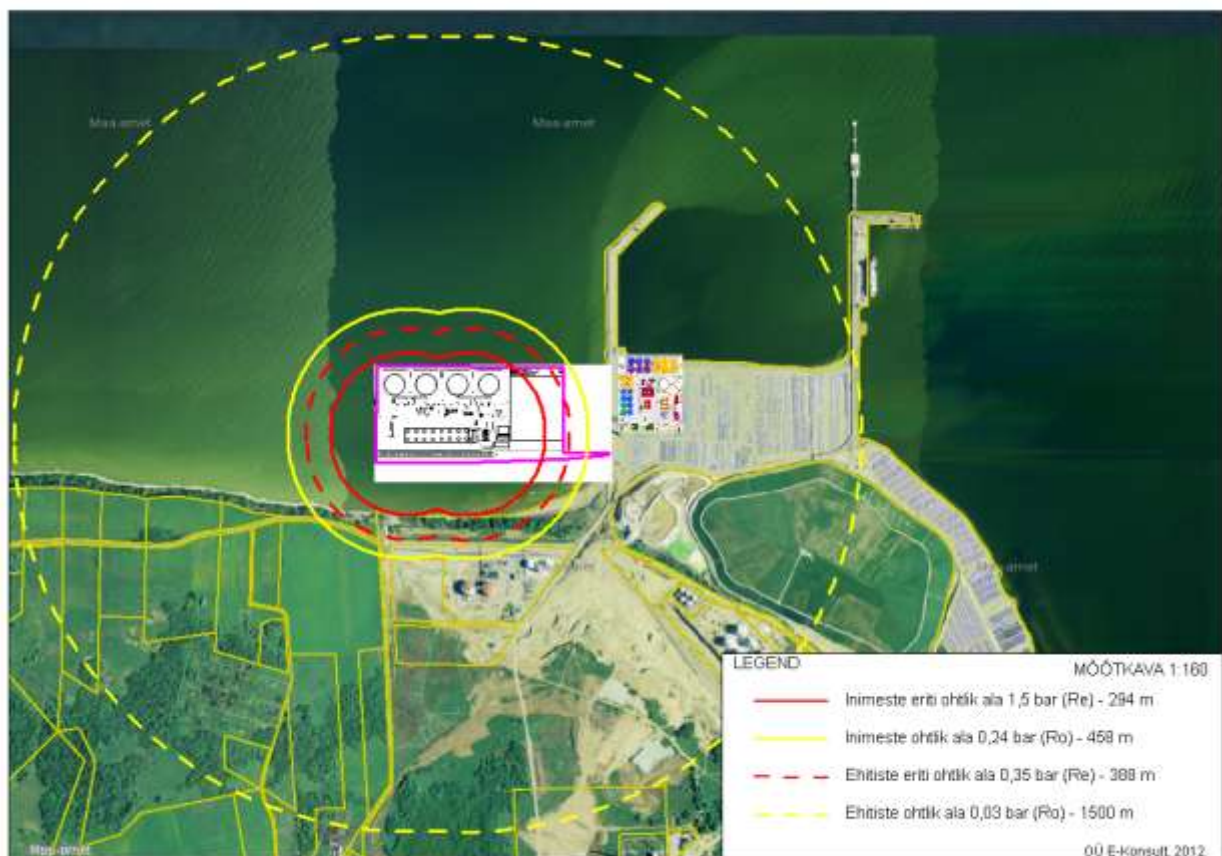 Maa-amet
Maa-amet
Maa-amet
LEGEND
MÕÕTKAVA 1:160
Inimeste eriti ohtlik ala 1,5 bar (Re) - 294 m
Inimeste ohtlik ala 0,24 bar (Ro) - 458 m
Ehitiste eriti ohtlik ala 0,35 bar (Re) - 388 m
Ehitiste ohtlik ala 0,03 bar (Ro) - 1500 m
Maa-amet
OÜ E-Konsult, 2012.